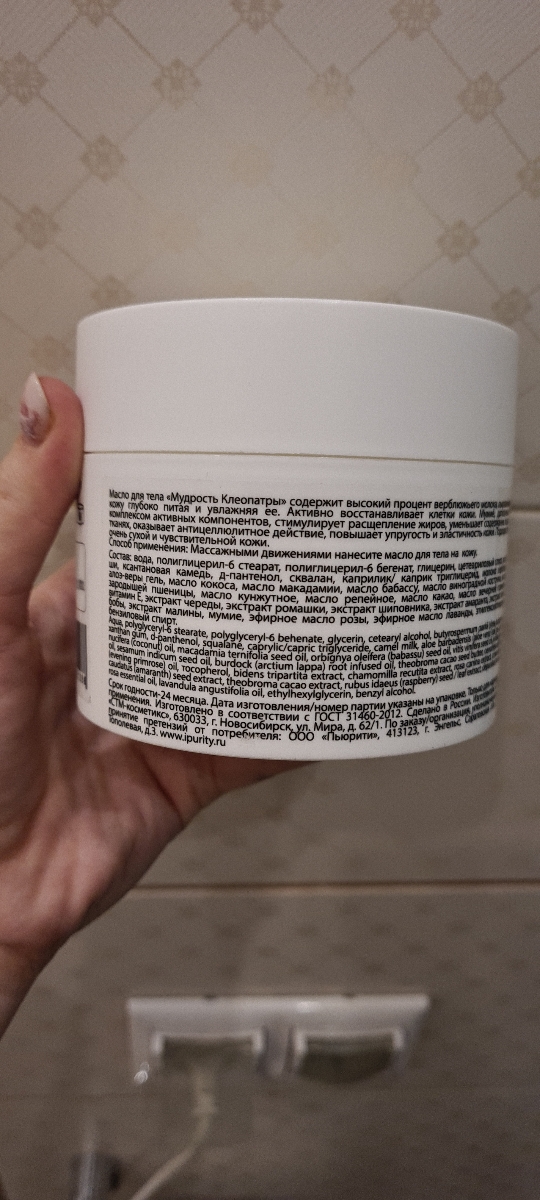 Масло для тела «Мудрость Клеопатры» содержит высокий процент верблюжьего молока,
кожу глубоко питая и увлажняя ее. Активно восстанавливает клетки кожи. Мумиё,
комплексом активных компонентов, стимулирует расщепление жиров, уменьшает
тканях, оказывает антицеллюлитное действие, повышает упругость и эластичность кожи.
очень сухой и чувствительной кожи.
Способ применения: Массажными движениями нанесите масло для тела на кожу.
Состав: вода, полиглицерил-6 стеарат, полиглицерил-6 бегенат, глицерин, цетеариловый
ши, ксантановая камедь, д-пантенол, сквалан, каприлик/ каприк триглицерид,
алоэ-веры гель, масло кокоса, масло макадамии, масло бабассу, масло виноградной
зародышей пшеницы, масло кунжутное, масло репейное, масло какао, масло
витамин Е, экстракт череды, экстракт ромашки, экстракт шиповника, экстракт
бобы, экстракт малины, мумие, эфирное масло розы, эфирное масло лаванды,
бензиловый спирт.
Aqua, polyglyceryl-6 stearate, polyglyceryl-6 behenate, glycerin, cetearyl alcohol, butyrospermum
xanthan gum, d-panthenol, squalane, caprylic/capric triglyceride, camel milk, aloe barbadensis
nucifera (coconut) oil, macadamia ternifolia seed oil, orbignya oleifera (babassu) seed oil, vitis vinifera
oil, sesamum indicum seed oil, burdock (arctium lappa) root infused oil, theobroma cacao
(evening primrose) oil, tocopherol, bidens tripartita extract, chamomilla recutita extract, rosa canina
caudatus (amaranth) seed extract, theobroma cacao extract, rubus idaeus (raspberry) seed / leaf extract,
rosa essential oil, lavandula angustifolia oil, ethylhexylglycerin, benzyl alcohol.
Срок годности-24 месяца. Дата изготовления/номер партии указаны на упаковке. Только для
применения. Изготовлено в соответствии с ГОСТ 31460-2012. Сделано в России.
«СТМ-косметик», 630033, г. Новосибирск, ул. Мира, д. 62/1. По заказу/организация,
принятие претензий от потребителя: ООО «Пьюрити», 413123, г. Энгельс,
Тополевая, д.3. www.ipurity.ru